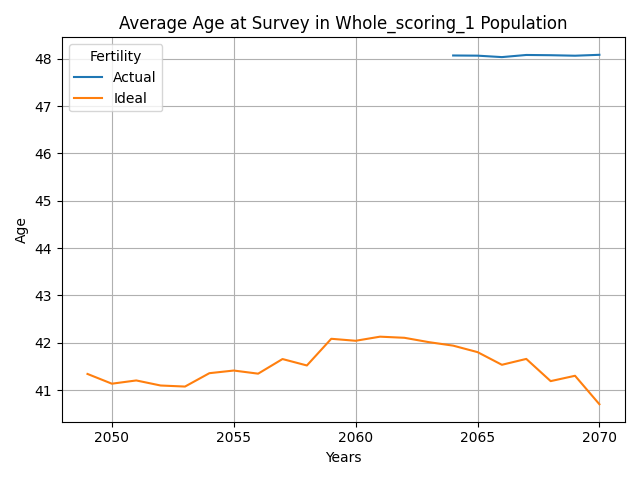 Average Age at Survey in Whole_scoring_1 Population
Fertility
Actual
Ideal
48
47
46
45
44
43
42
41
Age
2050
2055
2060
2065
2070
Years